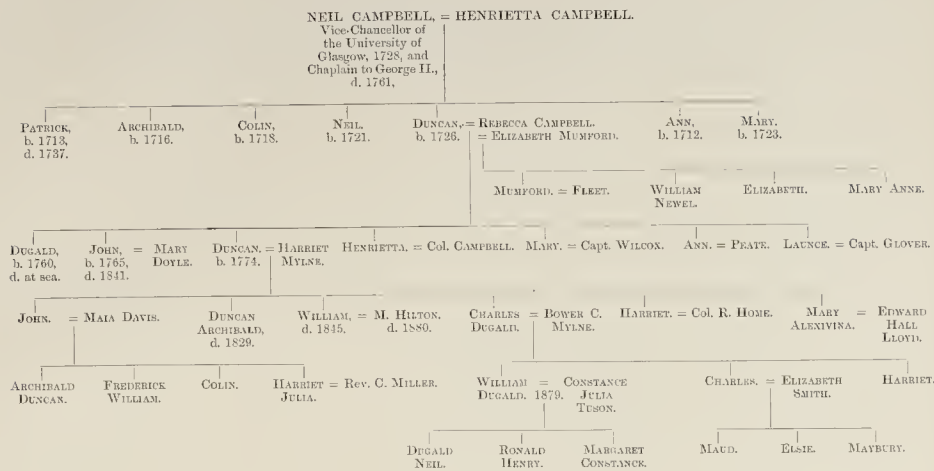 NEIL CAMPBELL, = HENRIETTA CAMPBELL.
Vice-Chancellor of
the University of
Glasgow, 1728, and
Chaplain to George II.,
d. 1761.
PATRICK, b. 1713, d. 1737.
ARCHIBALD, b. 1716.
COLIN, b. 1718.
NEIL. b. 1721.
DUNCAN, b. 1726. = REBECCA CAMPBELL.
= ELIZABETH MUMFORD.
ANN, b. 1712.
MARY. b. 1723.
MUMFORD. = FLEET.
WILLIAM NEWEL.
ELIZABETH.
MARY ANNE.
DUGALD, b. 1760, d. at sea.
JOHN, b. 1765, d. 1841. = MARY DOYLE.
DUNCAN. b. 1774. = HARRIET MYLNE.
HENRIETTA. = Col. CAMPBELL.
MARY. = Capt. WILCOX.
ANN. = PEATE.
LAUNCE. = Capt. GLOVER.
JOHN. = MAIA DAVIS.
DUNCAN ARCHIBALD, d. 1829.
WILLIAM, d. 1845. = M. HILTON. d. 1880.
CHARLES DUGALD. = BOWER C. MYLNE.
HARRIET. = Col. R. HOME.
MARY ALEXIVINA. = EDWARD HALL LLOYD.
ARCHIBALD DUNCAN.
FREDERICK WILLIAM.
COLIN.
HARRIET JULIA. = Rev. C. MILLER.
WILLIAM DUGALD. = 1879. CONSTANCE JULIA TUSON.
CHARLES. = ELIZABETH SMITH.
HARRIET.
DUGALD NEIL.
RONALD HENRY.
MARGARET CONSTANCE.
MAUD.
ELSIE.
MAYBURY.